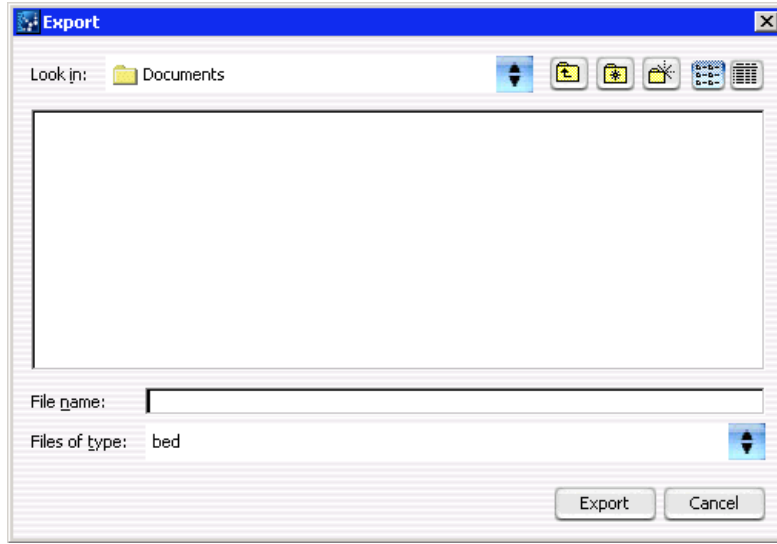 Export
Look in: Documents
File name:
Files of type: bed
Export Cancel